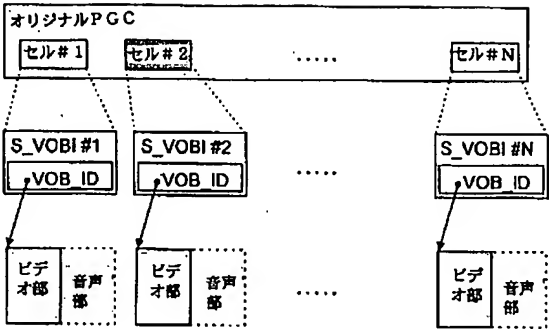 オリジナルPGC
セル#1 セル#2 ..... セル#N
S_VOBI #1 S_VOBI #2 S_VOBI #N
VOB_ID VOB_ID ..... VOB_ID
ビデオ部 音声部 ビデオ部 音声部 ..... ビデオ部 音声部